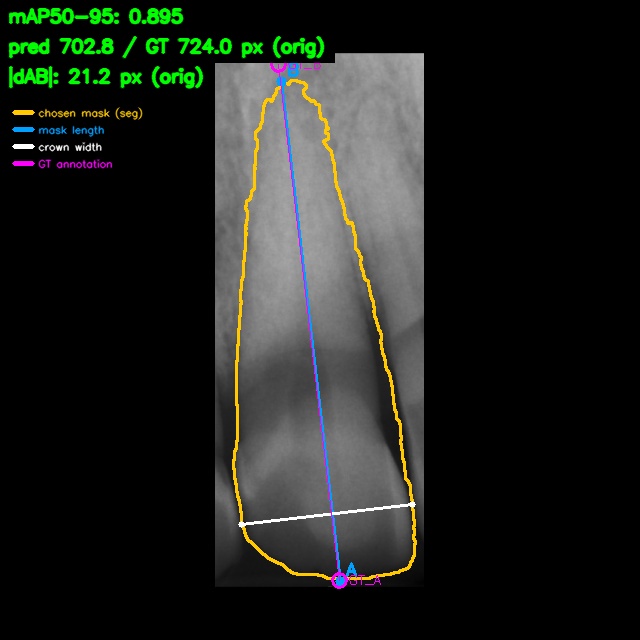 mAP50-95: 0.895
pred 702.8 / GT 724.0 px (orig)
|dAB|: 21.2 px (orig)
chosen mask (seg)
mask length
crown width
GT annotation
B
A
GT_A